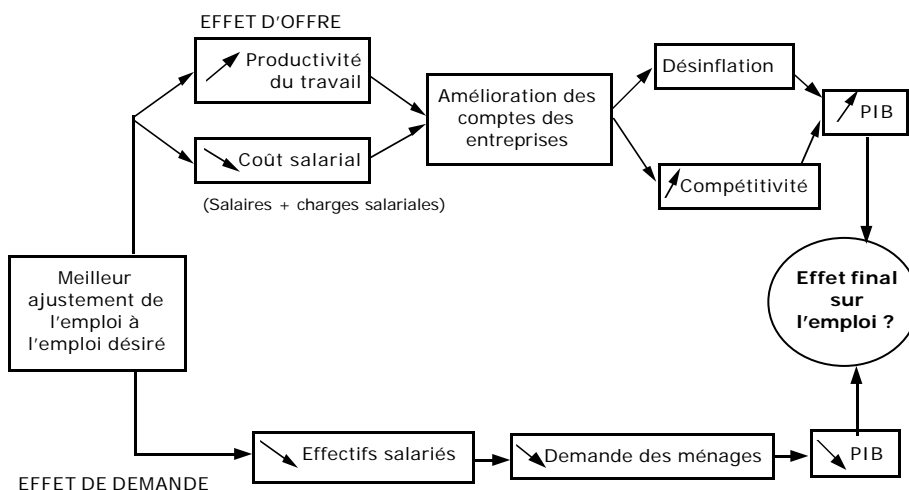 EFFET D'OFFRE
Productivité
du travail
Coût salarial
(Salaires + charges salariales)
Amélioration des
comptes des
entreprises
Désinflation
Compétitivité
PIB
Meilleur
ajustement de
l'emploi à
l'emploi désiré
Effet final
sur
l'emploi ?
Effectifs salariés
Demande des ménages
PIB
EFFET DE DEMANDE